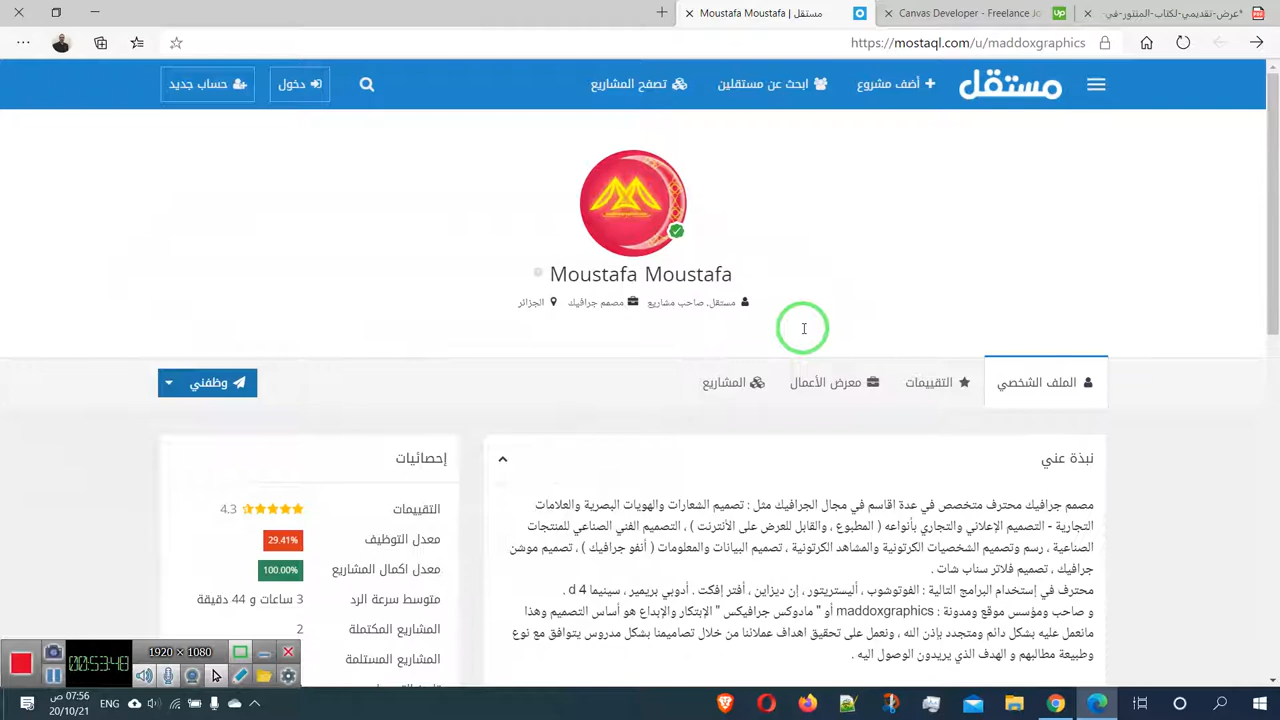 Moustafa Moustafa | مستقل
Canvas Developer - Freelance Jo
Up
عرض-تقديمي-لكتاب-المنثور-في*
https://mostaql.com/u/maddoxgraphics
مستقل
أضف مشروع
ابحث عن مستقلين
تصفح المشاريع
دخول
حساب جديد
Moustafa Moustafa
مستقل، صاحب مشاريع
مصمم جرافيك
الجزائر
الملف الشخصي
التقييمات
معرض الأعمال
المشاريع
وظفني
نبذة عني
مصمم جرافيك محترف متخصص في عدة اقاسم في مجال الجرافيك مثل : تصميم الشعارات والهويات البصرية والعلامات
التجارية - التصميم الإعلاني والتجاري بأنواعه ( المطبوع ، والقابل للعرض على الأنترنت ) ، التصميم الفني الصناعي للمنتجات
الصناعية ، رسم وتصميم الشخصيات الكرتونية والمشاهد الكرتونية ، تصميم البيانات والمعلومات ( أنفو جرافيك ) ، تصميم موشن
جرافيك ، تصميم فلاتر سناب شات .
محترف في إستخدام البرامج التالية : الفوتوشوب ، أليستريتور ، إن ديزاين ، أفتر إفكت . أدوبي بريمير ، سينيما 4 d .
و صاحب ومؤسس موقع ومدونة : maddoxgraphics أو " مادوكس جرافيكس " الإبتكار والإبداع هو أساس التصميم وهذا
مانعمل عليه بشكل دائم ومتجدد بإذن الله ، ونعمل على تحقيق اهداف عملائنا من خلال تصاميمنا بشكل مدروس يتوافق مع نوع
وطبيعة مطالبهم و الهدف الذي يريدون الوصول اليه .
إحصائيات
التقييمات 4.3
معدل التوظيف 29.41%
معدل اكمال المشاريع 100.00%
متوسط سرعة الرد 3 ساعات و 44 دقيقة
المشاريع المكتملة 2
المشاريع المستلمة
1920 × 1080
00:53:48
ENG
07:56 ص
20/10/21